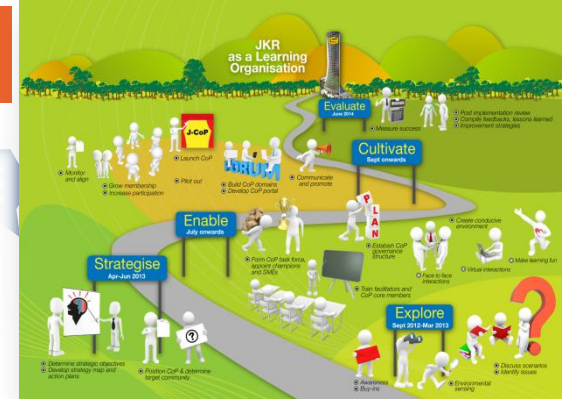 JKR
as a Learning
Organisation
Evaluate
June 2014
Measure success
Post implementation review
Compile feedbacks, lessons learned
Improvement strategies
Cultivate
Sept onwards
J-CoP
Launch CoP
Monitor
and align
Grow membership
Increase participation
Pilot out
FORUM
Build CoP domains
Develop CoP portal
Communicate
and promote
Enable
July onwards
Form CoP task force,
appoint champions
and SMEs
PLAN
Establish CoP
governance
structure
Create conducive
environment
Face to face
interactions
Virtual interactions
Make learning fun
Train facilitators and
CoP core members
Strategise
Apr-Jun 2013
Determine strategic objectives
Develop strategy map and
action plans
?
Position CoP & determine
target community
Explore
Sept 2012-Mar 2013
Awareness
Buy-ins
Environmental
sensing
?
Discuss scenarios
Identify issues